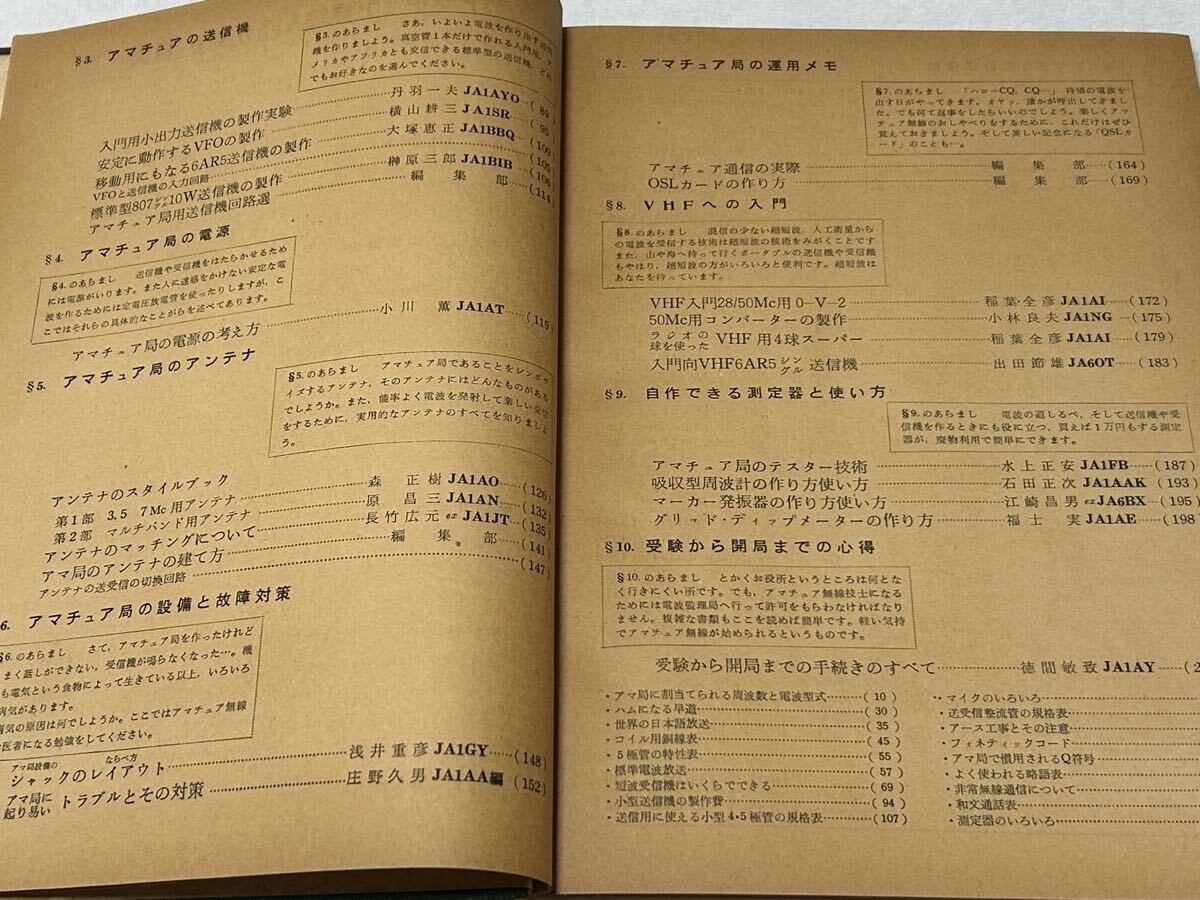 §3. アマチュアの送信機
§3.のあらまし　さあ，いよいよ電波を作り出す送信
機を作りましょう。真空管1本だけで作れる入門用，ア
メリカやアフリカとも交信できる標準型の送信機，どれ
でもお好きなのを選んでください。
入門用小出力送信機の製作実験 丹羽一夫 JA1AYO (89)
安定に動作するVFOの製作 横山耕三 JA1SR (95)
移動用にもなる6AR5送信機の製作 大塚恵正 JA1BBQ (100)
VFOと送信機の入力回路 (105)
標準型807シングル10W送信機の製作 榊原三郎 JA1BIB (106)
アマチュア局用送信機回路選 編集部 (114)
§4. アマチュア局の電源
§4.のあらまし　送信機や受信機をはたらかせるため
には電源がいります。また人に迷惑をかけない安定な電
波を作るためには定電圧放電管を使ったりしますが，こ
こではそれらの具体的なことがらを述べてあります。
アマチュア局の電源の考え方 小川　薫 JA1AT (119)
§5. アマチュア局のアンテナ
§5.のあらまし　アマチュア局であることをシンボラ
イズするアンテナ，そのアンテナにはどんなものがある
でしょうか。また，能率よく電波を発射して楽しい交信
をするために，実用的なアンテナのすべてを知りましょ
う。
アンテナのスタイルブック
第1部　3.5　7Mc用アンテナ 森　正樹 JA1AO (126)
第2部　マルチバンド用アンテナ 原　昌三 JA1AN (132)
アンテナのマッチングについて 長竹広元 ex JA1JT (135)
アマ局のアンテナの建て方 編集部 (141)
アンテナの送受信の切換回路 (147)
6. アマチュア局の設備と故障対策
§6.のあらまし　さて，アマチュア局を作ったけれど
まく話しができない，受信機が鳴らなくなった…。機
も電気という食物によって生きている以上，いろいろ
病気があります。
病気の原因は何でしょうか。ここではアマチュア無線
医者になる勉強をしてください。
アマ局設備のならべ方
シャックのレイアウト 浅井重彦 JA1GY (148)
アマ局に起り易い トラブルとその対策 庄野久男 JA1AA編 (152)
§7. アマチュア局の運用メモ
§7.のあらまし　「ハローCQ，CQ…」待望の電波を
出す日がやってきます。オヤッ，誰かが呼出してきまし
た。でも何て返事をしたらいいのでしょう。楽しくアマ
チュア無線のおしゃべりをするために，これだけはぜひ
覚えておきましょう。そして美しい記念になる「QSLカ
ード」のことも…。
アマチュア通信の実際 編集部 (164)
QSLカードの作り方 編集部 (169)
§8. VHFへの入門
§8.のあらまし　混信の少ない超短波，人工衛星から
の電波を受信する技術は超短波の技術をみがくことです
また，山や海へ持って行くポータブルの送信機や受信機
もやはり，超短波の方がいろいろと便利です。超短波は
あなたを待っています。
VHF入門28/50Mc用0-V-2 稲葉・全彦 JA1AI (172)
50Mc用コンバーターの製作 小林良夫 JA1NG (175)
ラジオの球を使った VHF用4球スーパー 稲葉全彦 JA1AI (179)
入門向VHF6AR5シングル送信機 出田節雄 JA6OT (183)
§9. 自作できる測定器と使い方
§9.のあらまし　電波の道しるべ，そして送信機や受
信機を作るときにも役に立つ，買えば1万円もする測定
器が，廃物利用で簡単にできます。
アマチュア局のテスター技術 水上正安 JA1FB (187)
吸収型周波計の作り方使い方 石田正次 JA1AAK (193)
マーカー発振器の作り方使い方 江崎昌男 ex JA6BX (195)
グリッド・ディップメーターの作り方 福士　実 JA1AE (198)
§10. 受験から開局までの心得
§10.のあらまし　とかくお役所というところは何とな
く行きにくい所です。でも，アマチュア無線技士になる
ためには電波監理局へ行って許可をもらわなければなり
ません。複雑な書類もここを読めば簡単です。軽い気持
でアマチュア無線が始められるというものです。
受験から開局までの手続きのすべて 徳間敏致 JA1AY (2
・アマ局に割当てられる周波数と電波型式 (10)
・ハムになる早道 (30)
・世界の日本語放送 (35)
・コイル用銅線表 (45)
・5極管の特性表 (55)
・標準電波放送 (57)
・短波受信機はいくらでできる (69)
・小型送信機の製作費 (94)
・送信用に使える小型4・5極管の規格表 (107)
・マイクのいろいろ
・送受信整流管の規格表
・アース工事とその注意
・フォネティックコード
・アマ局で慣用されるQ符号
・よく使われる略語表
・非常無線通信について
・和文通話表
・測定器のいろいろ